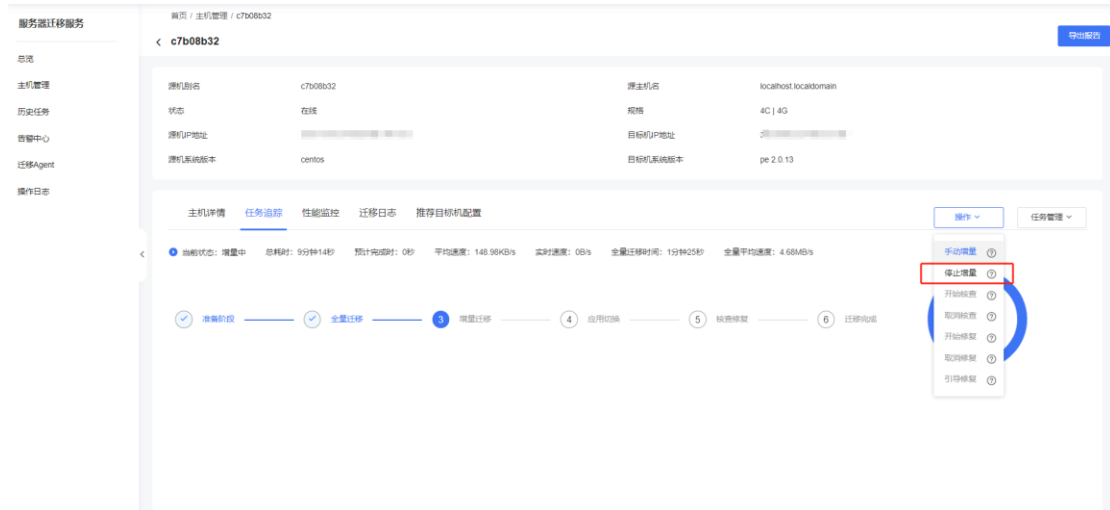 服务器迁移服务
总览
主机管理
历史任务
告警中心
迁移Agent
操作日志
首页 / 主机管理 / c7b08b32
c7b08b32
导出报告
源机别名 c7b08b32 源主机名 localhost.localdomain
状态 在线 规格 4C | 4G
源机IP地址 目标机IP地址
源机系统版本 centos 目标机系统版本 pe 2.0.13
主机详情 任务追踪 性能监控 迁移日志 推荐目标机配置 操作 任务管理
当前状态：增量中 总耗时：9分钟14秒 预计完成时：0秒 平均速度：148.98KB/s 实时速度：0B/s 全量迁移时间：1分钟25秒 全量平均速度：4.68MB/s
手动增量
停止增量
开始核查
取消核查
开始修复
取消修复
引导修复
准备阶段 全量迁移 3 增量迁移 4 应用切换 5 核查修复 6 迁移完成